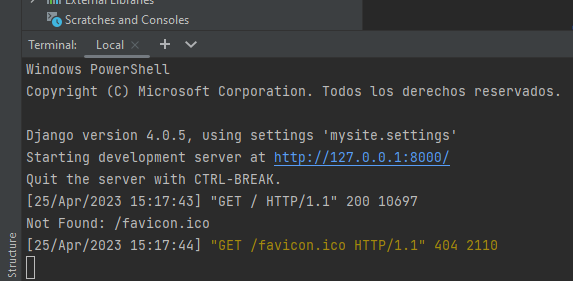 External Libraries
Scratches and Consoles
Terminal: Local × + ∨
Windows PowerShell
Copyright (C) Microsoft Corporation. Todos los derechos reservados.
Django version 4.0.5, using settings 'mysite.settings'
Starting development server at http://127.0.0.1:8000/
Quit the server with CTRL-BREAK.
[25/Apr/2023 15:17:43] "GET / HTTP/1.1" 200 10697
Not Found: /favicon.ico
[25/Apr/2023 15:17:44] "GET /favicon.ico HTTP/1.1" 404 2110
Structure